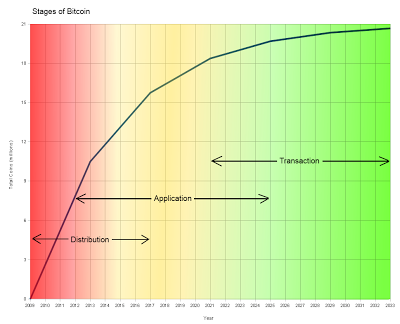 Stages of Bitcoin
21
18
15
12
9
6
3
0
Total Coins (millions)
Transaction
Application
Distribution
2009 2010 2011 2012 2013 2014 2015 2016 2017 2018 2019 2020 2021 2022 2023 2024 2025 2026 2027 2028 2029 2030 2031 2032 2033
Year